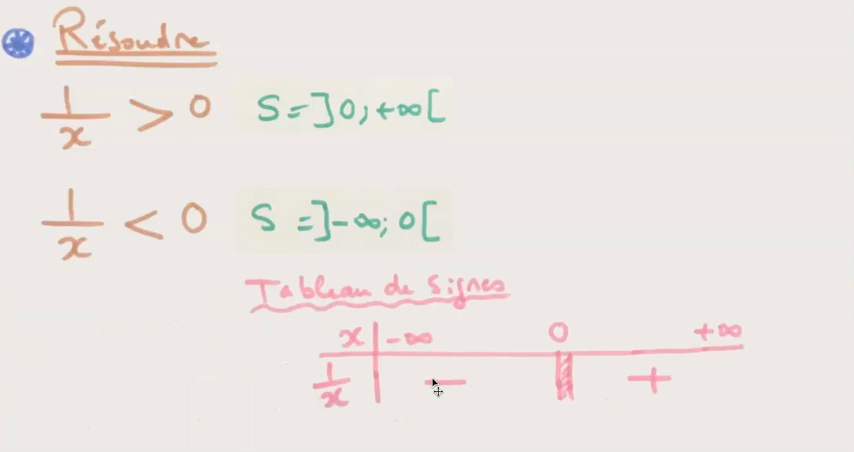 Résoudre
1/x > 0 S=]0;+∞[
1/x < 0 S =]-∞;0[
Tableau de Signes
x -∞ 0 +∞
1/x − +